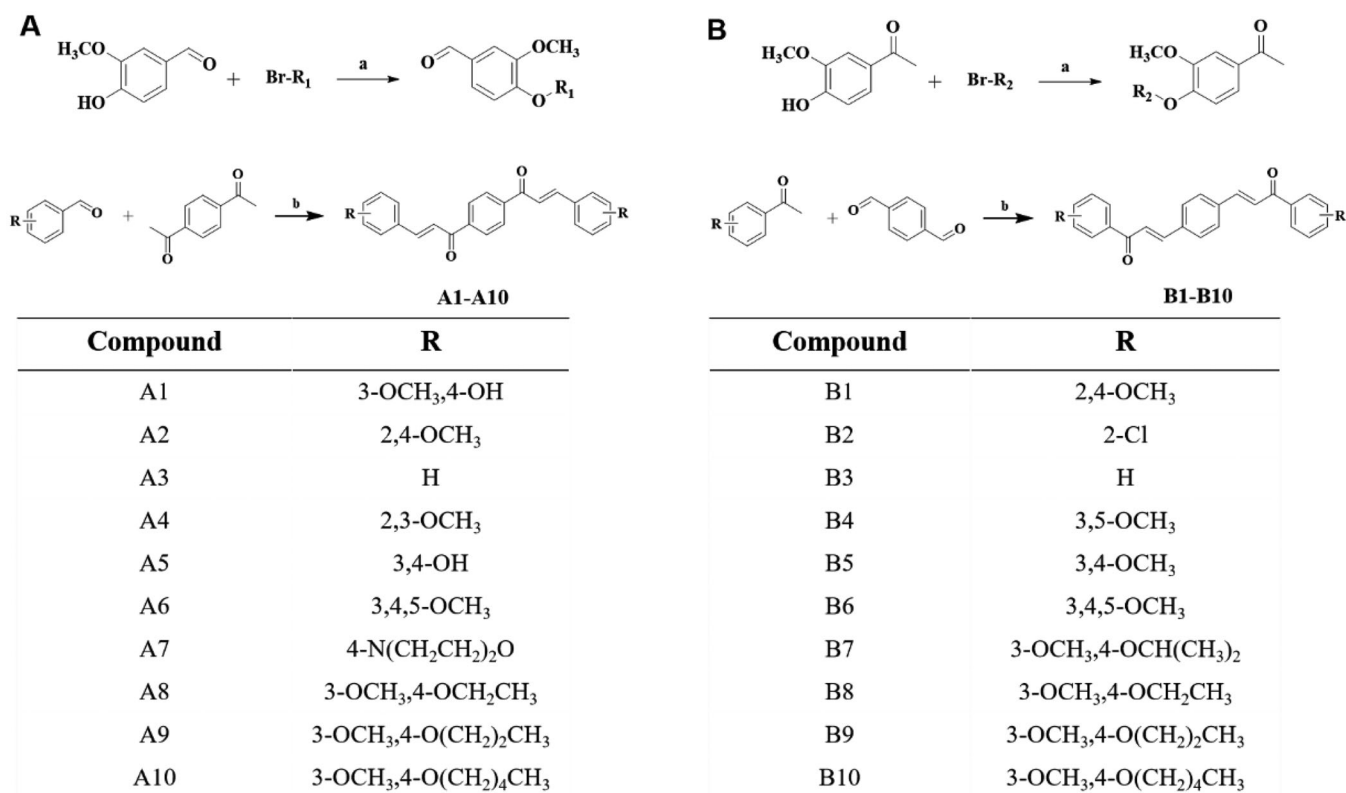 A
H₃CO
O
HO
+
Br-R₁
a
O
OCH₃
O
R₁
R
O
+
O
O
b
R
O
O
R
A1-A10
Compound R
A1 3-OCH₃,4-OH
A2 2,4-OCH₃
A3 H
A4 2,3-OCH₃
A5 3,4-OH
A6 3,4,5-OCH₃
A7 4-N(CH₂CH₂)₂O
A8 3-OCH₃,4-OCH₂CH₃
A9 3-OCH₃,4-O(CH₂)₂CH₃
A10 3-OCH₃,4-O(CH₂)₄CH₃
B
H₃CO
O
HO
+
Br-R₂
a
H₃CO
O
R₂
O
R
O
+
O
O
b
R
O
O
R
B1-B10
Compound R
B1 2,4-OCH₃
B2 2-Cl
B3 H
B4 3,5-OCH₃
B5 3,4-OCH₃
B6 3,4,5-OCH₃
B7 3-OCH₃,4-OCH(CH₃)₂
B8 3-OCH₃,4-OCH₂CH₃
B9 3-OCH₃,4-O(CH₂)₂CH₃
B10 3-OCH₃,4-O(CH₂)₄CH₃